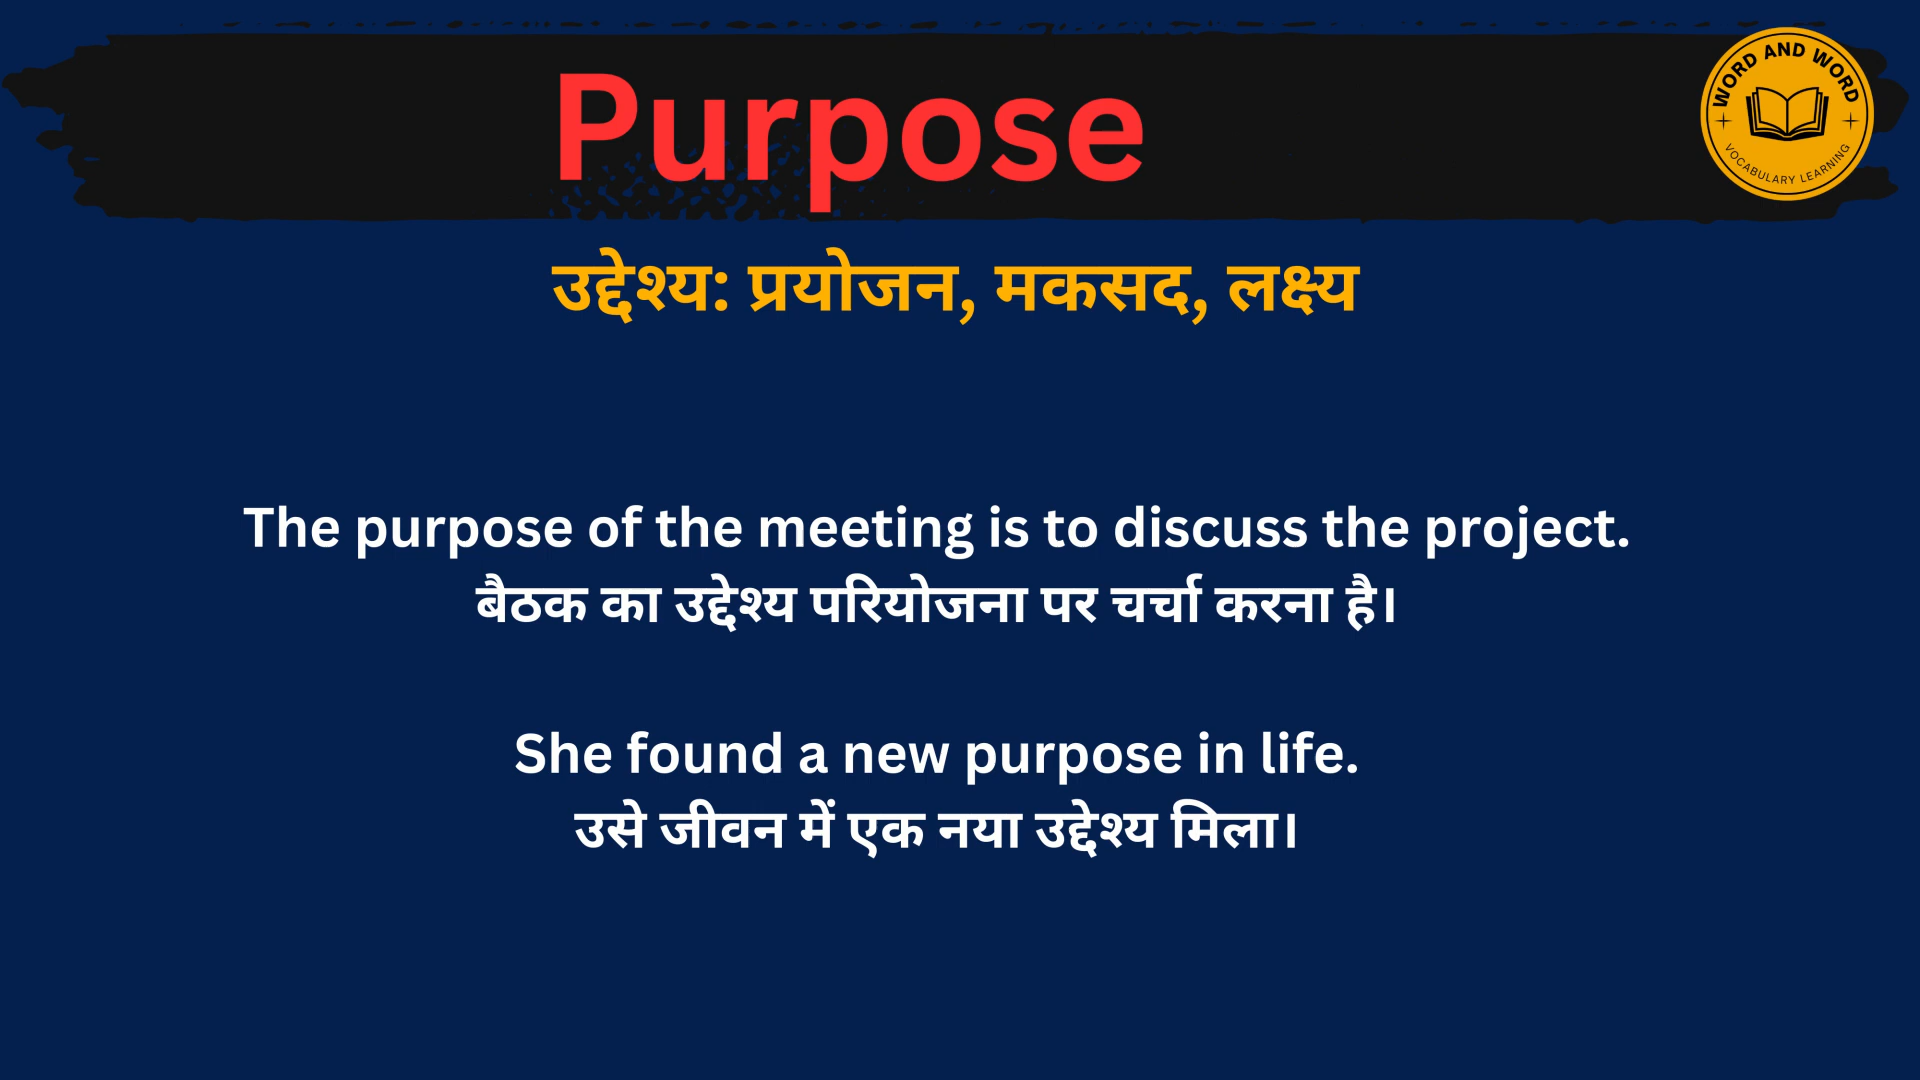 Purpose
WORD AND WORD
VOCABULARY LEARNING
उद्देश्य: प्रयोजन, मकसद, लक्ष्य
The purpose of the meeting is to discuss the project.
बैठक का उद्देश्य परियोजना पर चर्चा करना है।
She found a new purpose in life.
उसे जीवन में एक नया उद्देश्य मिला।